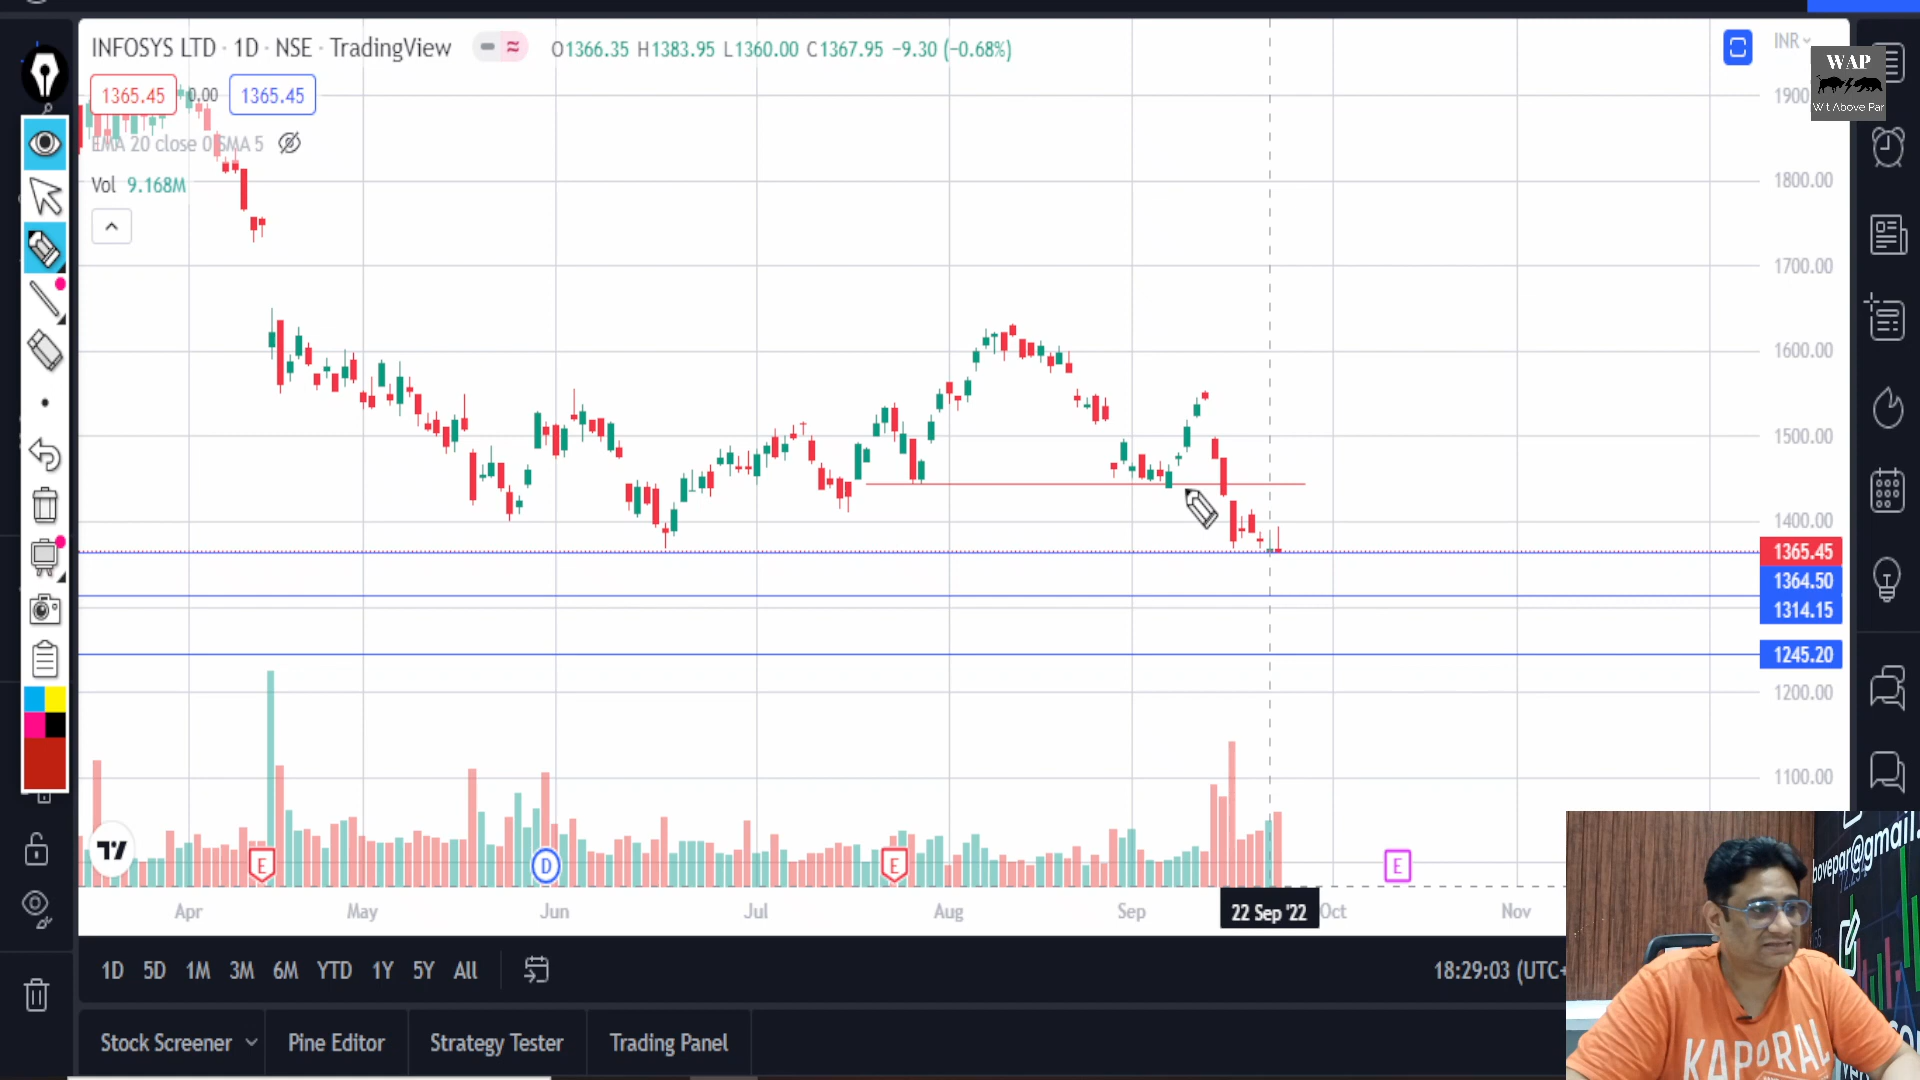 INFOSYS LTD · 1D · NSE · TradingView
O1366.35 H1383.95 L1360.00 C1367.95 −9.30 (−0.68%)
INR
WAP
W t Above Par
1365.45
0.00
1365.45
EMA 20 close 0 SMA 5
Vol 9.168M
1900
1800.00
1700.00
1600.00
1500.00
1400.00
1365.45
1364.50
1314.15
1245.20
1200.00
1100.00
E
D
E
E
Apr
May
Jun
Jul
Aug
Sep
22 Sep '22
Oct
Nov
bovepar@gmail.
1D
5D
1M
3M
6M
YTD
1Y
5Y
All
18:29:03 (UTC+
Stock Screener
Pine Editor
Strategy Tester
Trading Panel
KAPORAL